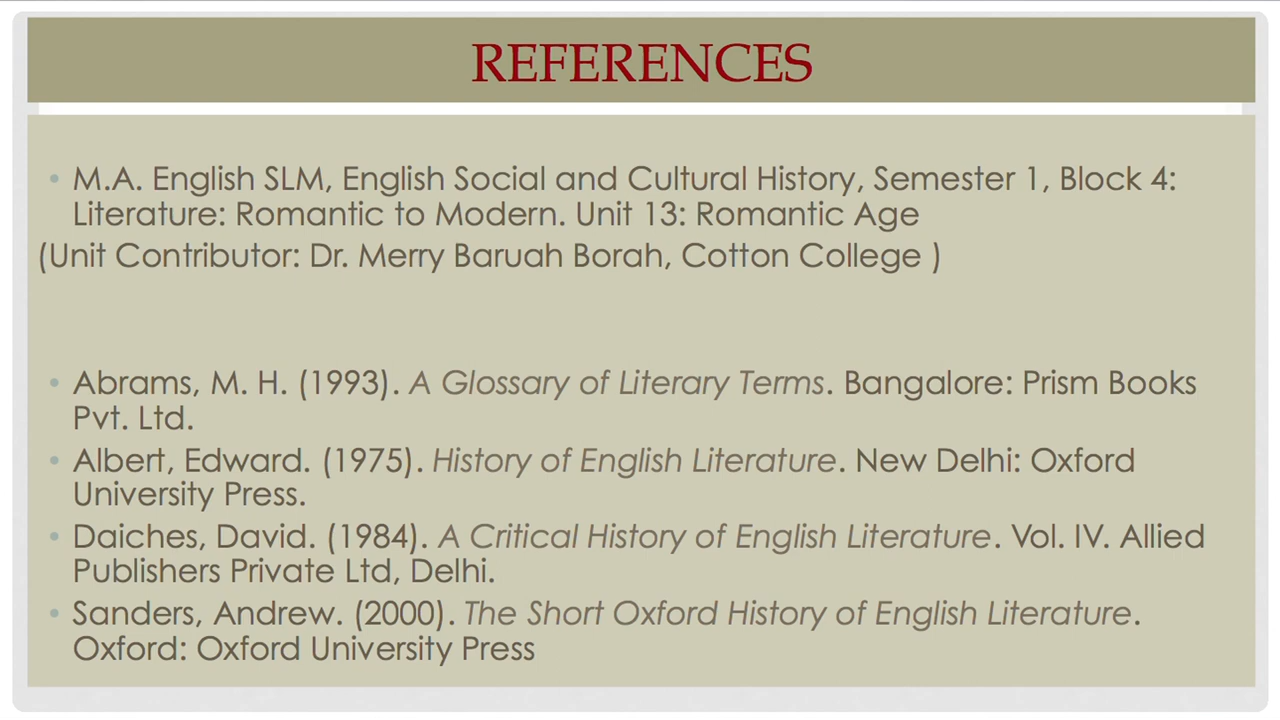 REFERENCES
• M.A. English SLM, English Social and Cultural History, Semester 1, Block 4:
Literature: Romantic to Modern. Unit 13: Romantic Age
(Unit Contributor: Dr. Merry Baruah Borah, Cotton College )
• Abrams, M. H. (1993). A Glossary of Literary Terms. Bangalore: Prism Books
Pvt. Ltd.
• Albert, Edward. (1975). History of English Literature. New Delhi: Oxford
University Press.
• Daiches, David. (1984). A Critical History of English Literature. Vol. IV. Allied
Publishers Private Ltd, Delhi.
• Sanders, Andrew. (2000). The Short Oxford History of English Literature.
Oxford: Oxford University Press